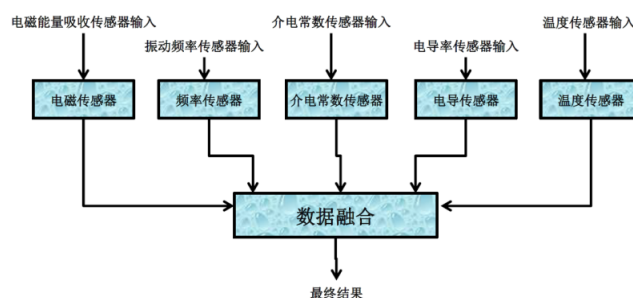 电磁能量吸收传感器输入
介电常数传感器输入
温度传感器输入
振动频率传感器输入
电导率传感器输入
电磁传感器
频率传感器
介电常数传感器
电导传感器
温度传感器
数据融合
最终结果